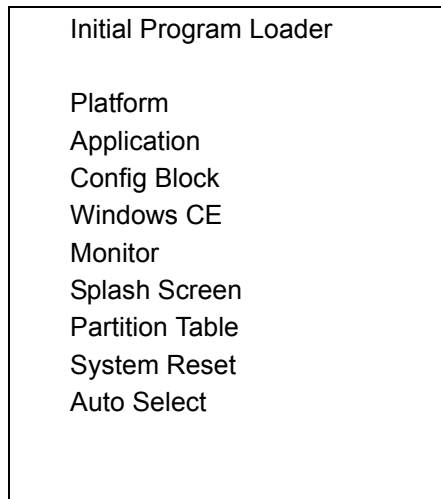 Initial Program Loader
Platform
Application
Config Block
Windows CE
Monitor
Splash Screen
Partition Table
System Reset
Auto Select